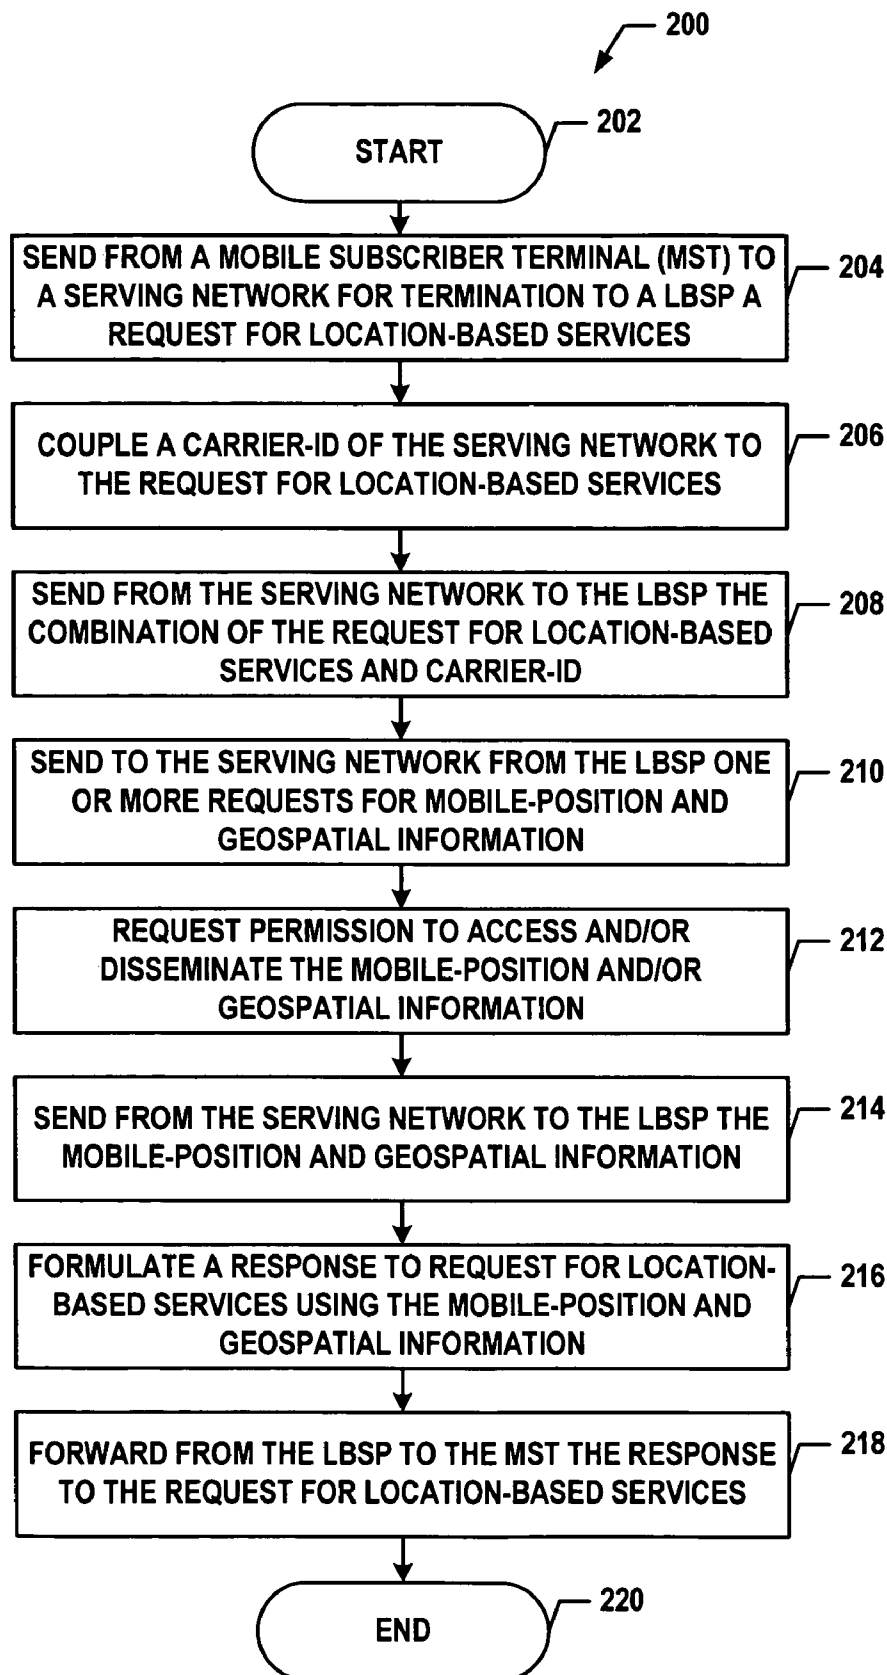 200
START
202
SEND FROM A MOBILE SUBSCRIBER TERMINAL (MST) TO
A SERVING NETWORK FOR TERMINATION TO A LBSP A
REQUEST FOR LOCATION-BASED SERVICES
204
COUPLE A CARRIER-ID OF THE SERVING NETWORK TO
THE REQUEST FOR LOCATION-BASED SERVICES
206
SEND FROM THE SERVING NETWORK TO THE LBSP THE
COMBINATION OF THE REQUEST FOR LOCATION-BASED
SERVICES AND CARRIER-ID
208
SEND TO THE SERVING NETWORK FROM THE LBSP ONE
OR MORE REQUESTS FOR MOBILE-POSITION AND
GEOSPATIAL INFORMATION
210
REQUEST PERMISSION TO ACCESS AND/OR
DISSEMINATE THE MOBILE-POSITION AND/OR
GEOSPATIAL INFORMATION
212
SEND FROM THE SERVING NETWORK TO THE LBSP THE
MOBILE-POSITION AND GEOSPATIAL INFORMATION
214
FORMULATE A RESPONSE TO REQUEST FOR LOCATION-
BASED SERVICES USING THE MOBILE-POSITION AND
GEOSPATIAL INFORMATION
216
FORWARD FROM THE LBSP TO THE MST THE RESPONSE
TO THE REQUEST FOR LOCATION-BASED SERVICES
218
END
220